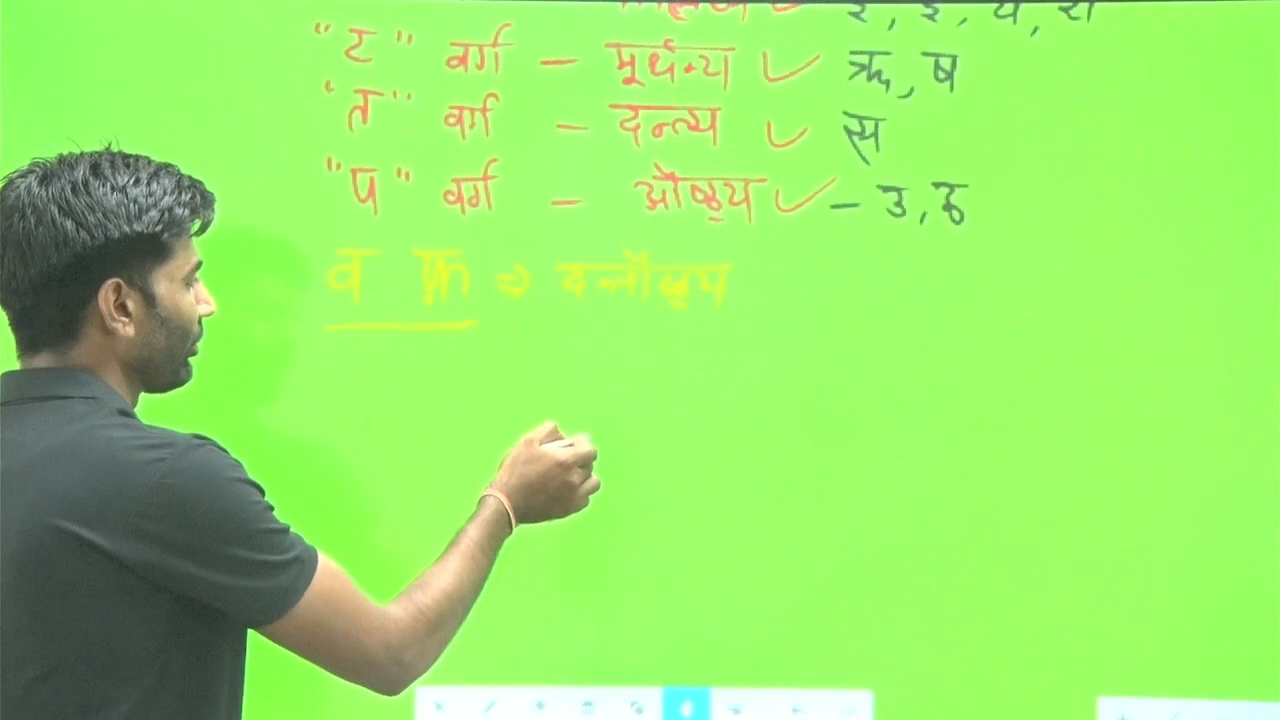 इ, ई, य, श
"ट" वर्ग – मूर्धन्य ✓ ऋ, ष
"त" वर्ग – दन्त्य ✓ स
"प" वर्ग – ओष्ठ्य ✓ – उ, ऊ
व फ़ ⇒ दन्तोष्ठ्य